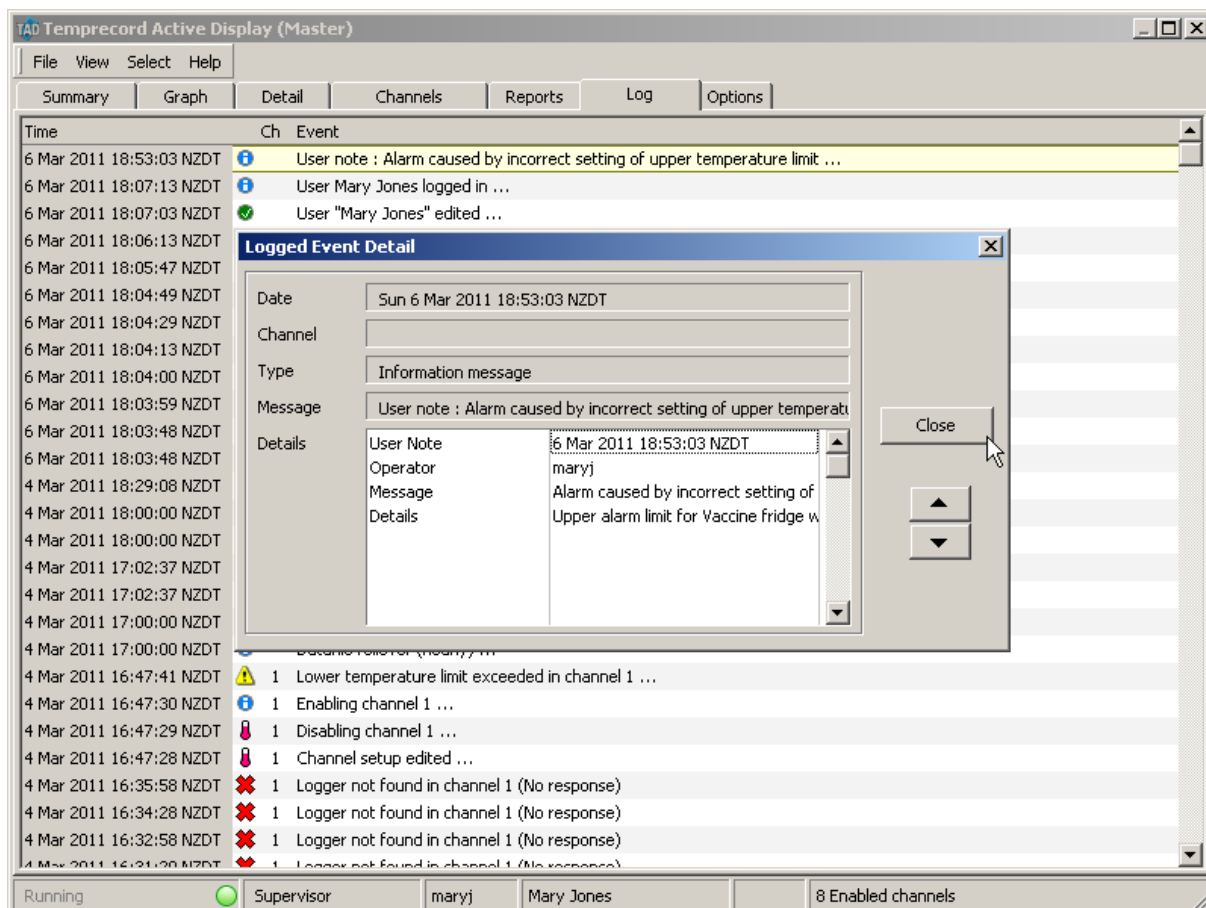 TAD Temprecord Active Display (Master)
File View Select Help
Summary Graph Detail Channels Reports Log Options
Time Ch Event
6 Mar 2011 18:53:03 NZDT User note : Alarm caused by incorrect setting of upper temperature limit ...
6 Mar 2011 18:07:13 NZDT User Mary Jones logged in ...
6 Mar 2011 18:07:03 NZDT User "Mary Jones" edited ...
6 Mar 2011 18:06:13 NZDT
6 Mar 2011 18:05:47 NZDT
6 Mar 2011 18:04:49 NZDT
6 Mar 2011 18:04:29 NZDT
6 Mar 2011 18:04:13 NZDT
6 Mar 2011 18:04:00 NZDT
6 Mar 2011 18:03:59 NZDT
6 Mar 2011 18:03:48 NZDT
6 Mar 2011 18:03:48 NZDT
4 Mar 2011 18:29:08 NZDT
4 Mar 2011 18:00:00 NZDT
4 Mar 2011 18:00:00 NZDT
4 Mar 2011 17:02:37 NZDT
4 Mar 2011 17:02:37 NZDT
4 Mar 2011 17:00:00 NZDT
4 Mar 2011 17:00:00 NZDT
4 Mar 2011 16:47:41 NZDT 1 Lower temperature limit exceeded in channel 1 ...
4 Mar 2011 16:47:30 NZDT 1 Enabling channel 1 ...
4 Mar 2011 16:47:29 NZDT 1 Disabling channel 1 ...
4 Mar 2011 16:47:28 NZDT 1 Channel setup edited ...
4 Mar 2011 16:35:58 NZDT 1 Logger not found in channel 1 (No response)
4 Mar 2011 16:34:28 NZDT 1 Logger not found in channel 1 (No response)
4 Mar 2011 16:32:58 NZDT 1 Logger not found in channel 1 (No response)
Logged Event Detail
Date Sun 6 Mar 2011 18:53:03 NZDT
Channel
Type Information message
Message User note : Alarm caused by incorrect setting of upper temperatu
Details User Note 6 Mar 2011 18:53:03 NZDT
Operator maryj
Message Alarm caused by incorrect setting of
Details Upper alarm limit for Vaccine fridge w
Close
Running Supervisor maryj Mary Jones 8 Enabled channels